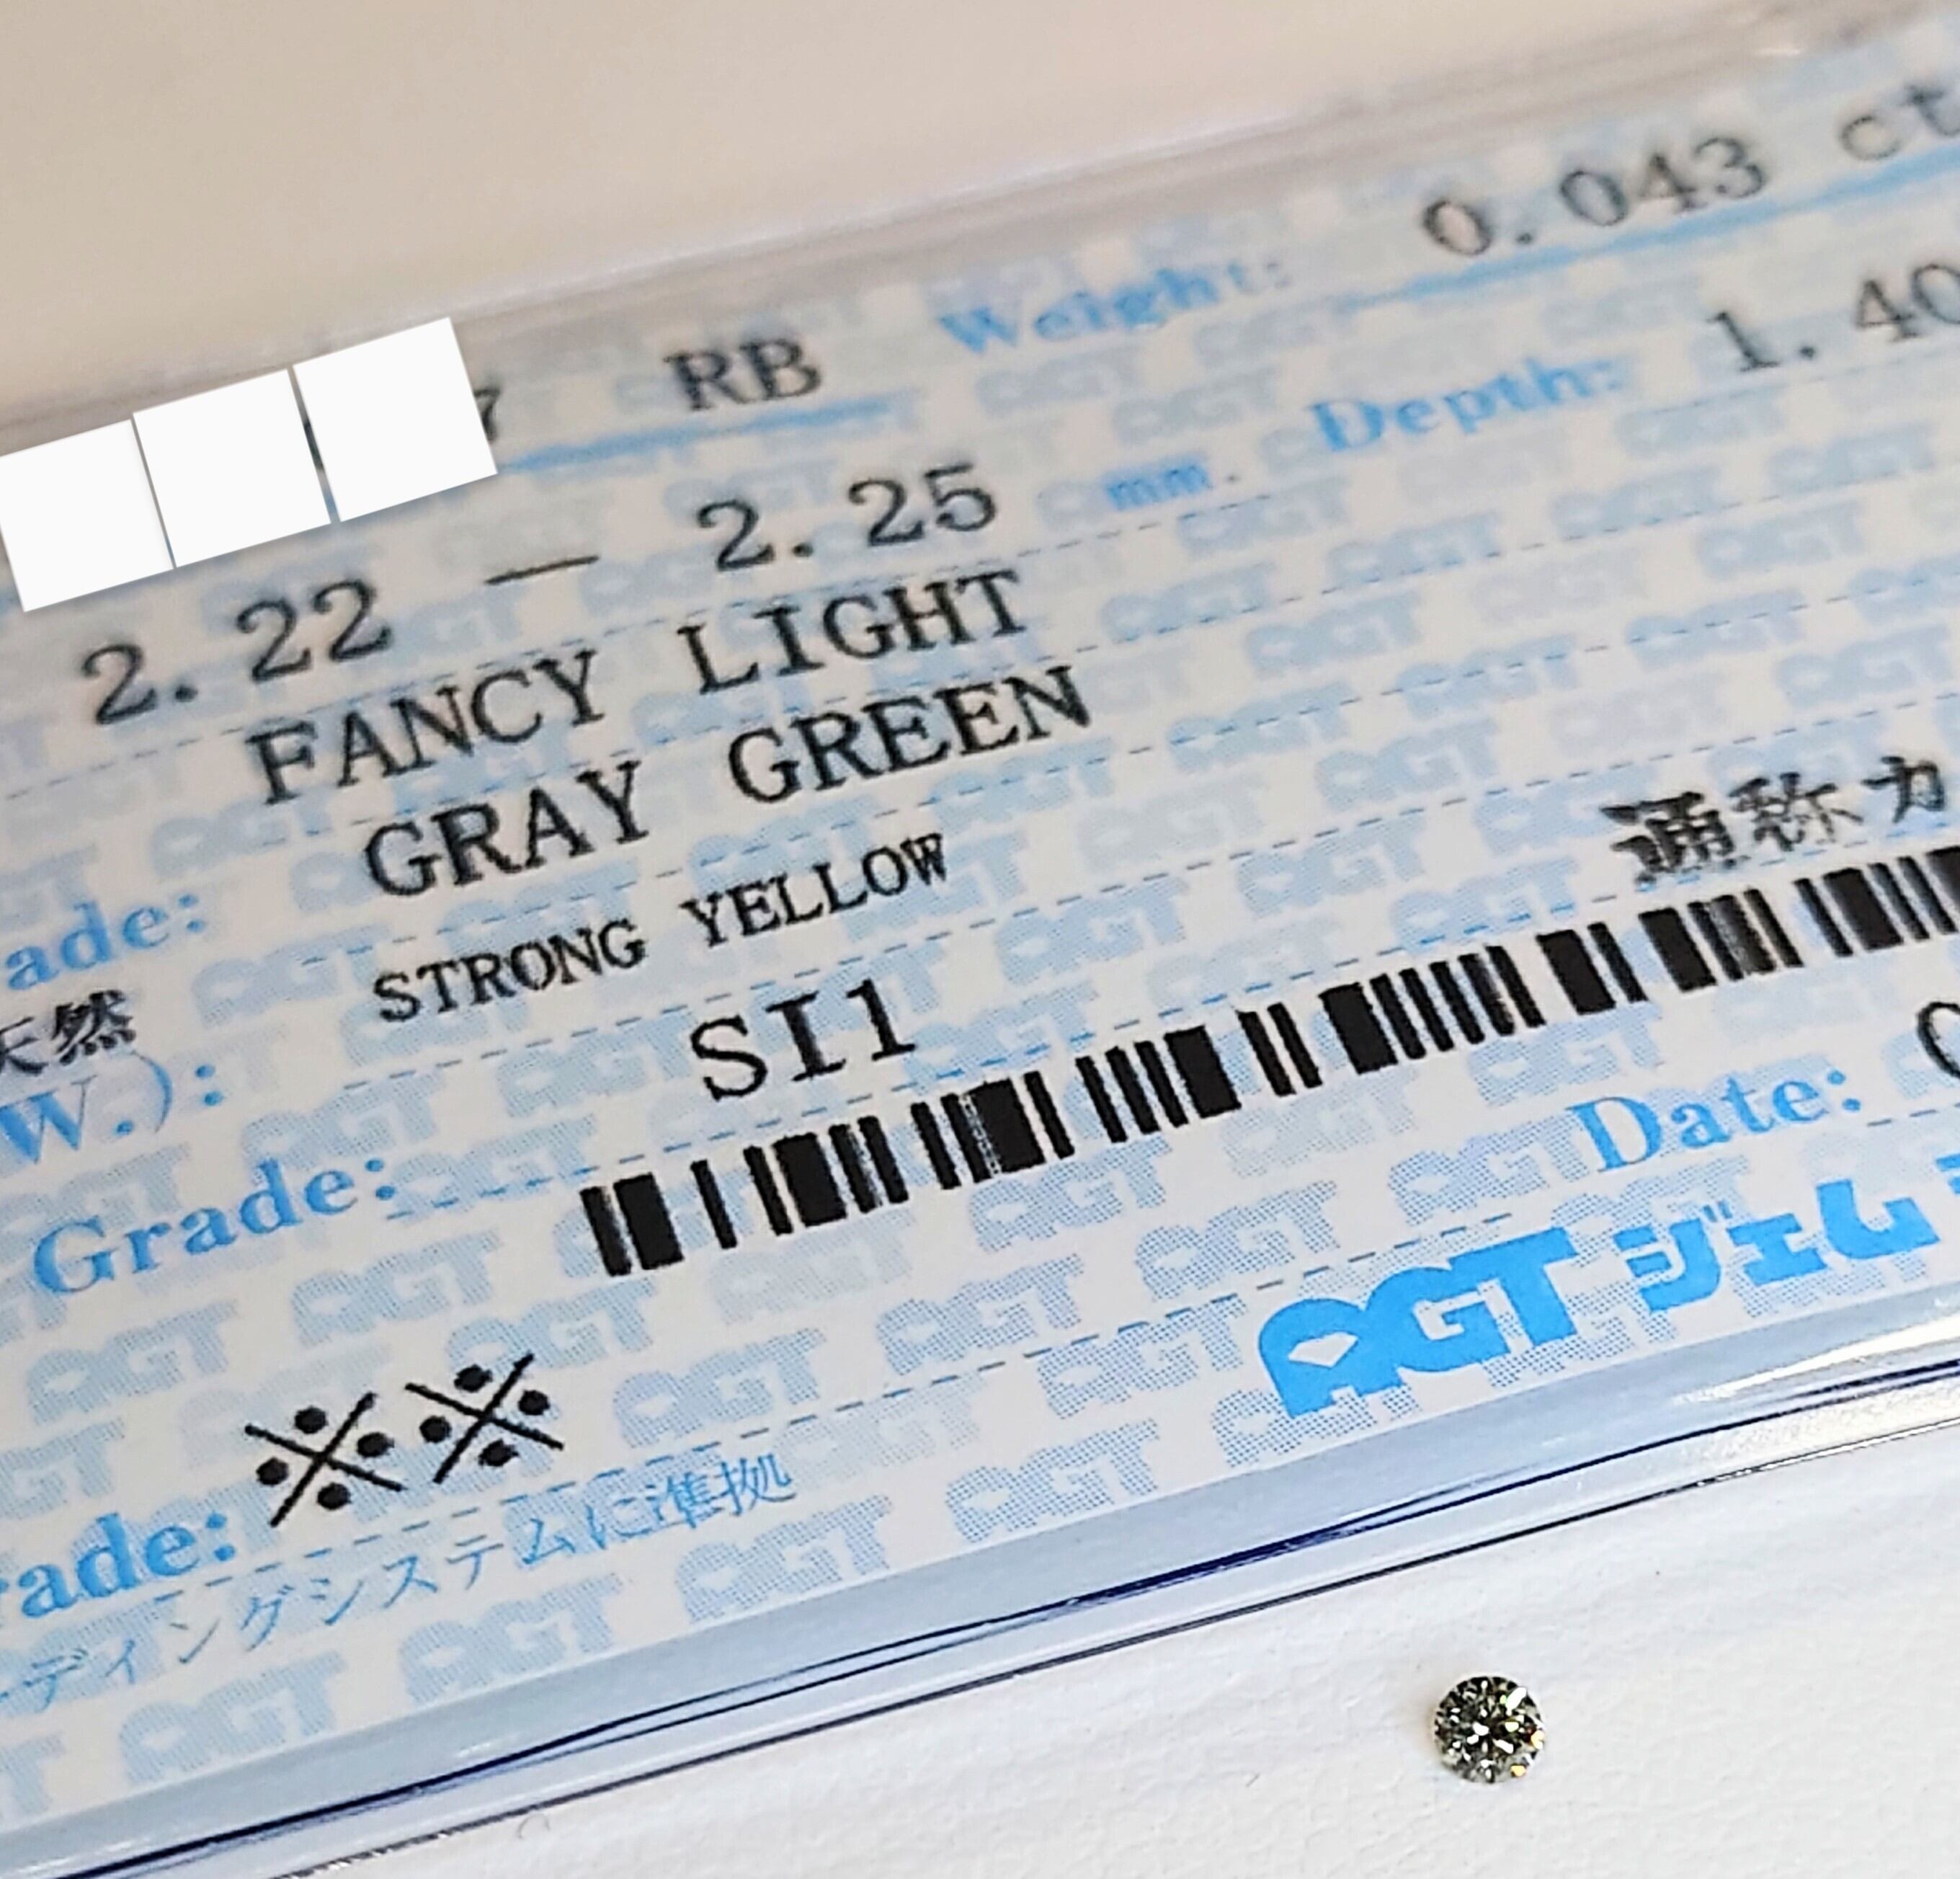 7 RB Weight: 0.043 ct
2.22 — 2.25 mm. Depth: 1.40
FANCY LIGHT
ade: GRAY GREEN
天然 STRONG YELLOW 通称カ
W.):
Grade: SI1
Date:
rade: ※※
AGT ジェム
ーディングシステムに準拠